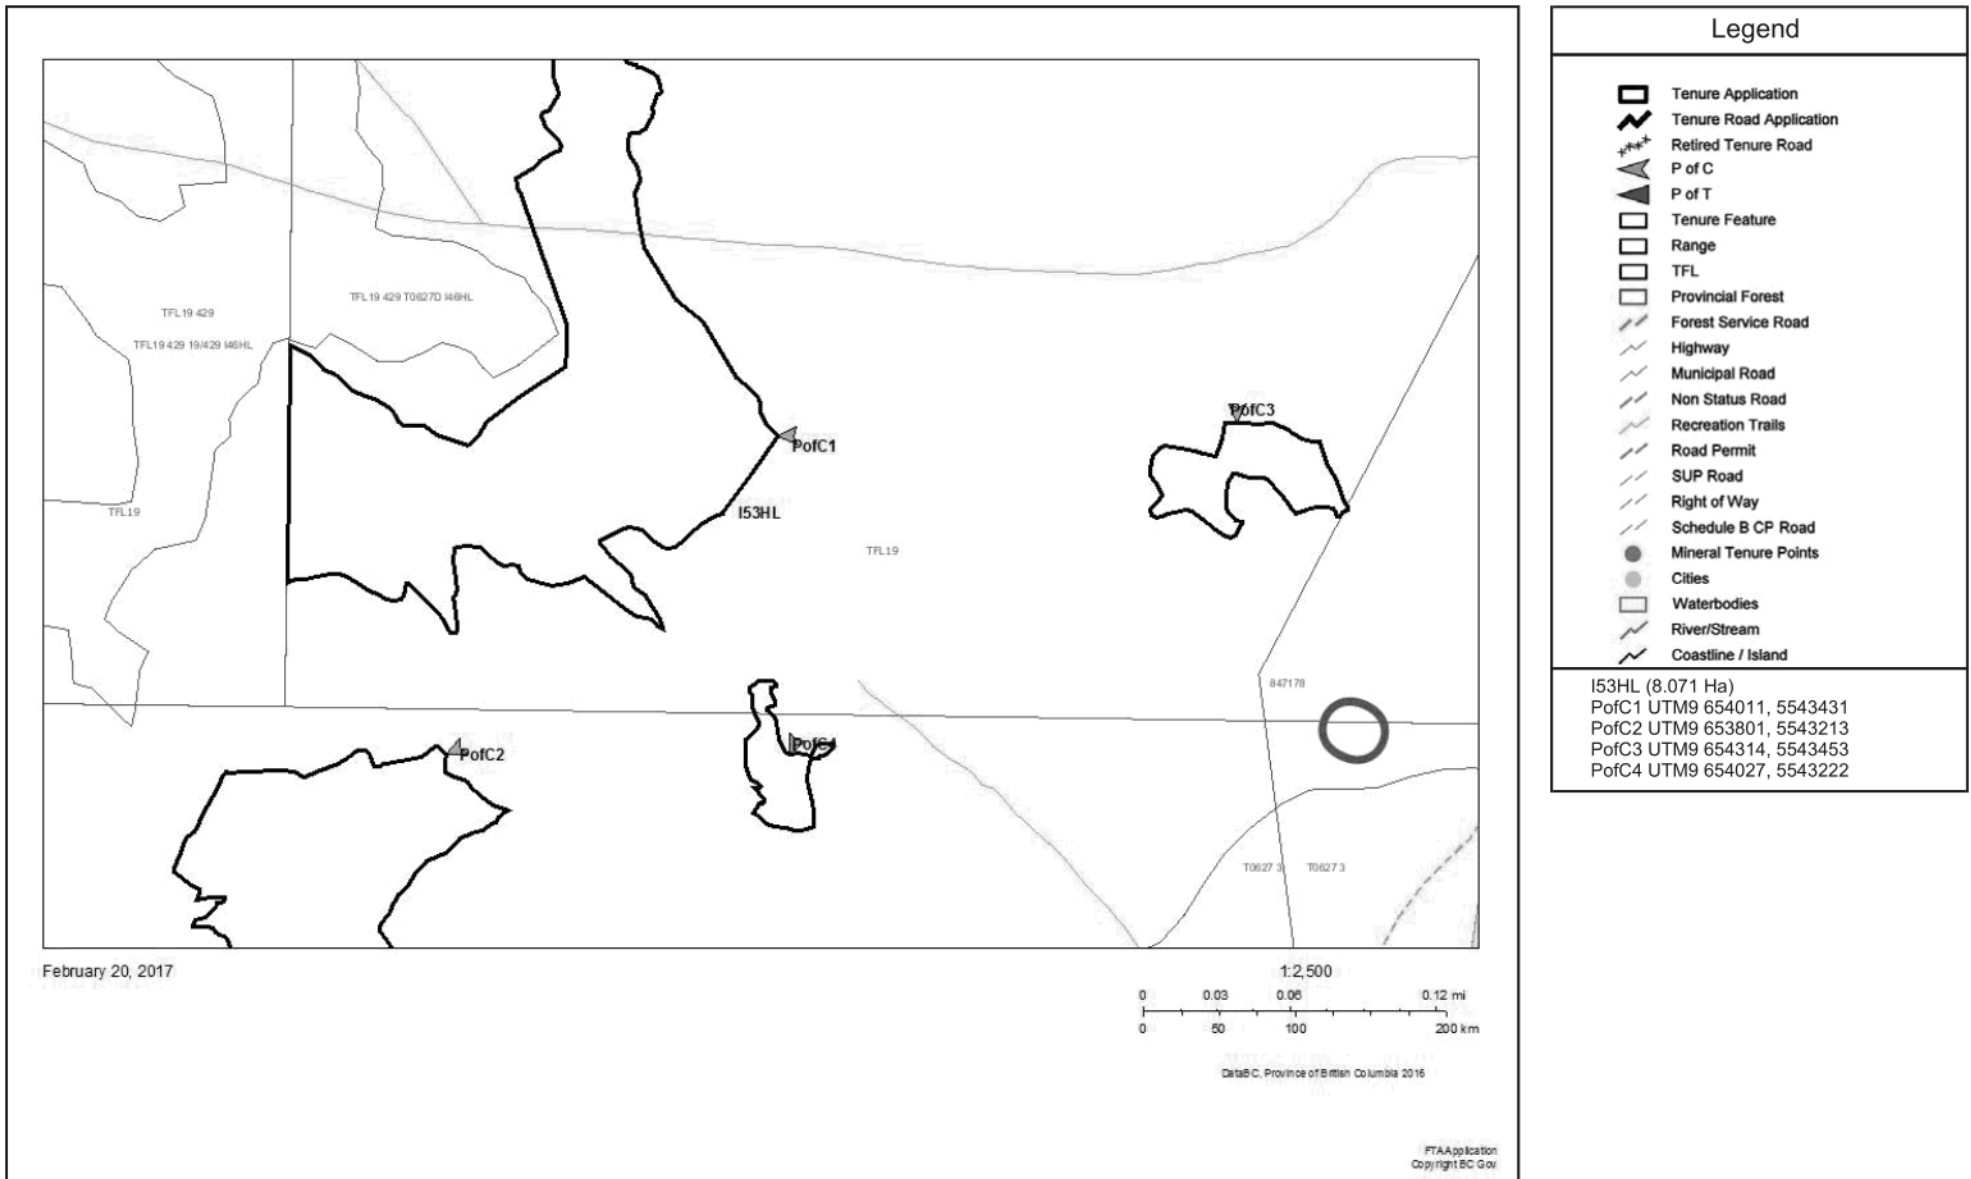 Legend
Tenure Application
Tenure Road Application
Retired Tenure Road
P of C
P of T
Tenure Feature
Range
TFL
Provincial Forest
Forest Service Road
Highway
Municipal Road
Non Status Road
Recreation Trails
Road Permit
SUP Road
Right of Way
Schedule B CP Road
Mineral Tenure Points
Cities
Waterbodies
River/Stream
Coastline / Island
I53HL (8.071 Ha)
PofC1 UTM9 654011, 5543431
PofC2 UTM9 653801, 5543213
PofC3 UTM9 654314, 5543453
PofC4 UTM9 654027, 5543222
TFL19 429 T0627D I46HL
TFL19 429
TFL19 429 19/429 I46HL
PofC3
PofC1
TFL19
I53HL
TFL19
847178
PofC4
PofC2
T0627 3
T0627 3
February 20, 2017
1:2,500
0 0.03 0.06 0.12 mi
0 50 100 200 km
DataBC, Province of British Columbia 2016
FTAApplication
Copyright BC Gov